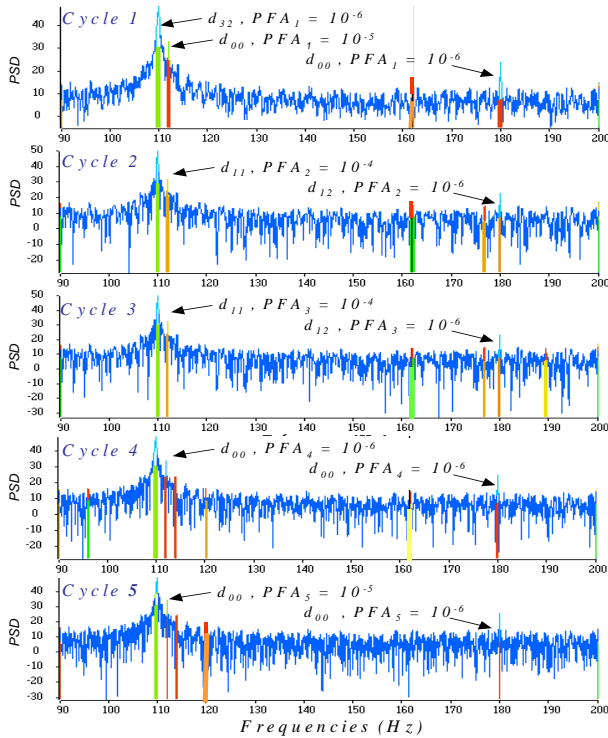 Cycle 1
d32 , PFA1 = 10-6
d00 , PFA1 = 10-5
d00 , PFA1 = 10-6
PSD
40
30
20
10
0
90 100 110 120 130 140 150 160 170 180 190 200
Cycle 2
d11 , PFA2 = 10-4
d12 , PFA2 = 10-6
PSD
50
40
30
20
10
0
-10
-20
90 100 110 120 130 140 150 160 170 180 190 200
Cycle 3
d11 , PFA3 = 10-4
d12 , PFA3 = 10-6
PSD
50
40
30
20
10
0
-10
-20
-30
90 100 110 120 130 140 150 160 170 180 190 200
Cycle 4
d00 , PFA4 = 10-6
d00 , PFA4 = 10-6
PSD
50
40
30
20
10
0
-10
-20
90 100 110 120 130 140 150 160 170 180 190 200
Cycle 5
d00 , PFA5 = 10-5
d00 , PFA5 = 10-6
PSD
40
30
20
10
0
-10
-20
-30
90 100 110 120 130 140 150 160 170 180 190 200
Frequencies (Hz)